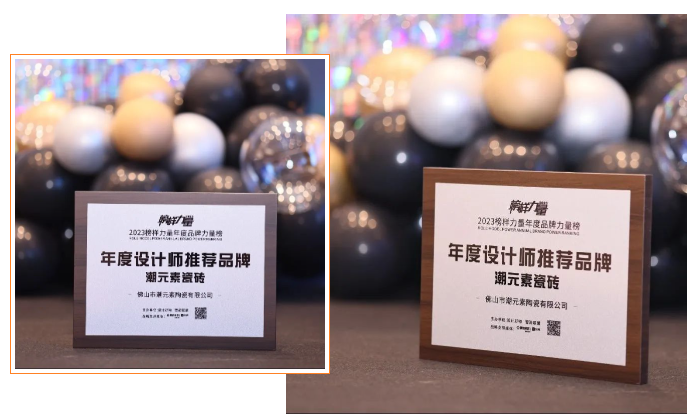 榜样力量
2023榜样力量年度品牌力量榜
年度设计师推荐品牌
潮元素瓷砖
佛山市潮元素陶瓷有限公司
榜样力量
2023榜样力量年度品牌力量榜
年度设计师推荐品牌
潮元素瓷砖
佛山市潮元素陶瓷有限公司